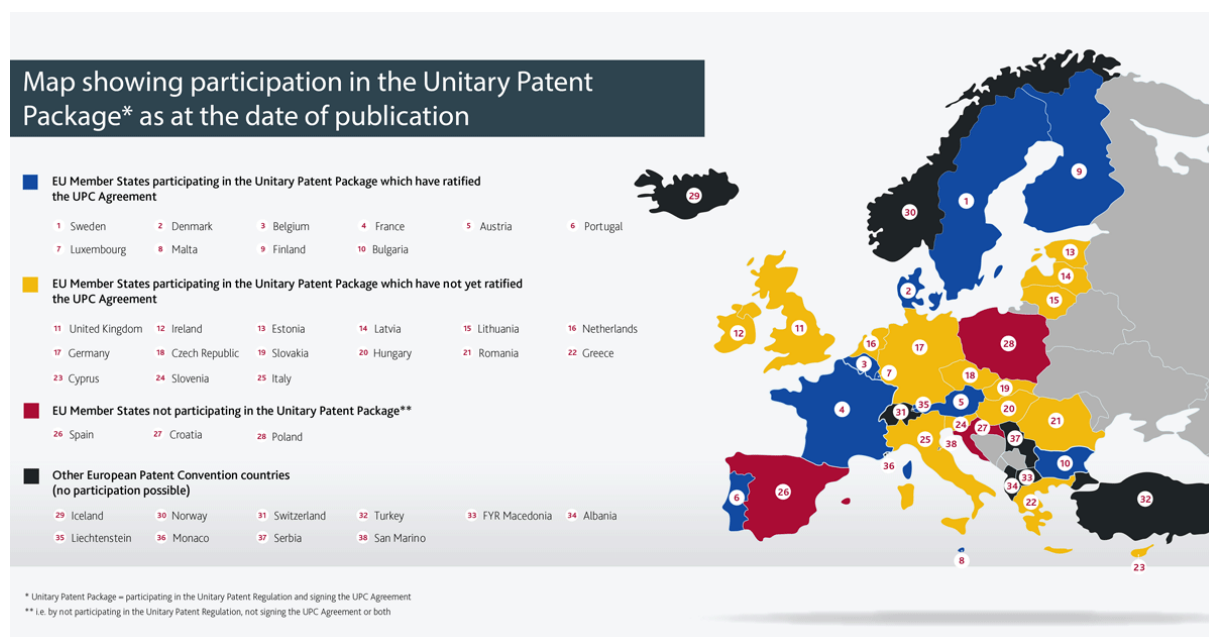 Map showing participation in the Unitary Patent
Package* as at the date of publication
EU Member States participating in the Unitary Patent Package which have ratified
the UPC Agreement
1 Sweden 2 Denmark 3 Belgium 4 France 5 Austria 6 Portugal
7 Luxembourg 8 Malta 9 Finland 10 Bulgaria
EU Member States participating in the Unitary Patent Package which have not yet ratified
the UPC Agreement
11 United Kingdom 12 Ireland 13 Estonia 14 Latvia 15 Lithuania 16 Netherlands
17 Germany 18 Czech Republic 19 Slovakia 20 Hungary 21 Romania 22 Greece
23 Cyprus 24 Slovenia 25 Italy
EU Member States not participating in the Unitary Patent Package**
26 Spain 27 Croatia 28 Poland
Other European Patent Convention countries
(no participation possible)
29 Iceland 30 Norway 31 Switzerland 32 Turkey 33 FYR Macedonia 34 Albania
35 Liechtenstein 36 Monaco 37 Serbia 38 San Marino
* Unitary Patent Package = participating in the Unitary Patent Regulation and signing the UPC Agreement
** i.e. by not participating in the Unitary Patent Regulation, not signing the UPC Agreement or both
9
29
1
30
13
14
2
15
11
12
16
17
28
3
7
18
19
35
5
4
20
31
24
27
21
25
38
37
10
36
33
34
26
6
32
22
8
23